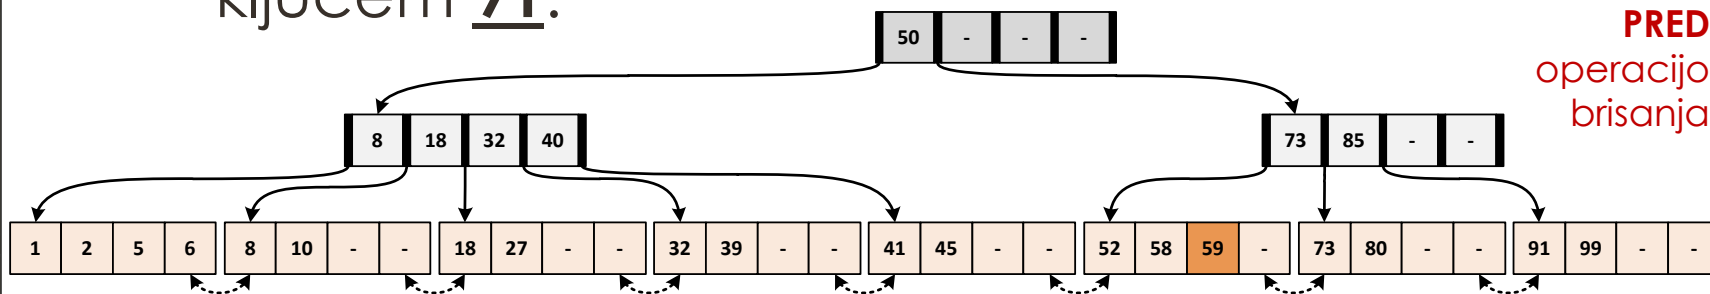 ključem 91.
PRED
operacijo
brisanja
50 - - -
8 18 32 40
73 85 - -
1 2 5 6 8 10 - - 18 27 - - 32 39 - - 41 45 - - 52 58 59 - 73 80 - - 91 99 - -